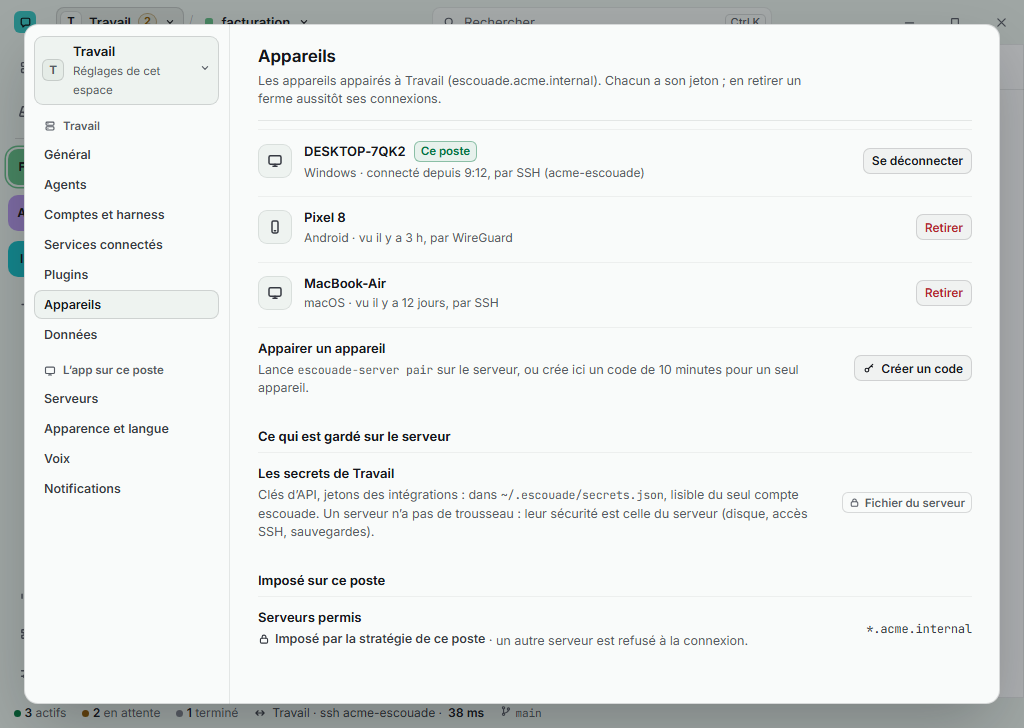 T Travail 2 / facturation
Rechercher Ctrl K
Travail
T
Réglages de cet
espace
Travail
Général
Agents
Comptes et harness
Services connectés
Plugins
Appareils
Données
L’app sur ce poste
Serveurs
Apparence et langue
Voix
Notifications
Appareils
Les appareils appairés à Travail (escouade.acme.internal). Chacun a son jeton ; en retirer un
ferme aussitôt ses connexions.
DESKTOP-7QK2 Ce poste
Windows · connecté depuis 9:12, par SSH (acme-escouade)
Se déconnecter
Pixel 8
Android · vu il y a 3 h, par WireGuard
Retirer
MacBook-Air
macOS · vu il y a 12 jours, par SSH
Retirer
Appairer un appareil
Lance escouade-server pair sur le serveur, ou crée ici un code de 10 minutes pour un seul
appareil.
Créer un code
Ce qui est gardé sur le serveur
Les secrets de Travail
Clés d’API, jetons des intégrations : dans ~/.escouade/secrets.json, lisible du seul compte
escouade. Un serveur n’a pas de trousseau : leur sécurité est celle du serveur (disque, accès
SSH, sauvegardes).
Fichier du serveur
Imposé sur ce poste
Serveurs permis
Imposé par la stratégie de ce poste · un autre serveur est refusé à la connexion.
*.acme.internal
3 actifs 2 en attente 1 terminé Travail · ssh acme-escouade · 38 ms main